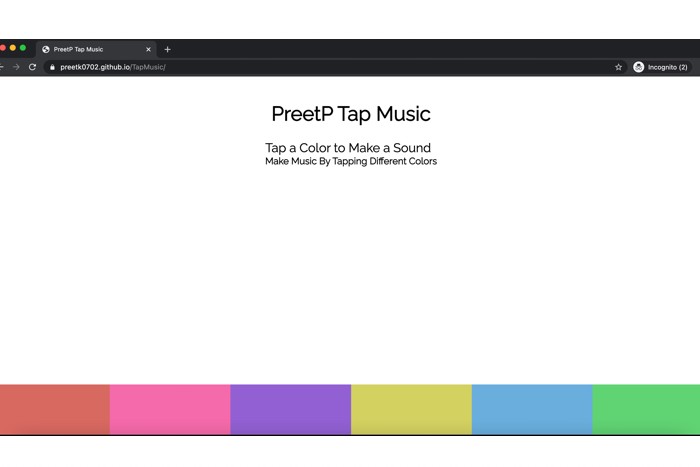 PreetP Tap Music
preetk0702.github.io/TapMusic/
Incognito (2)
PreetP Tap Music
Tap a Color to Make a Sound
Make Music By Tapping Different Colors